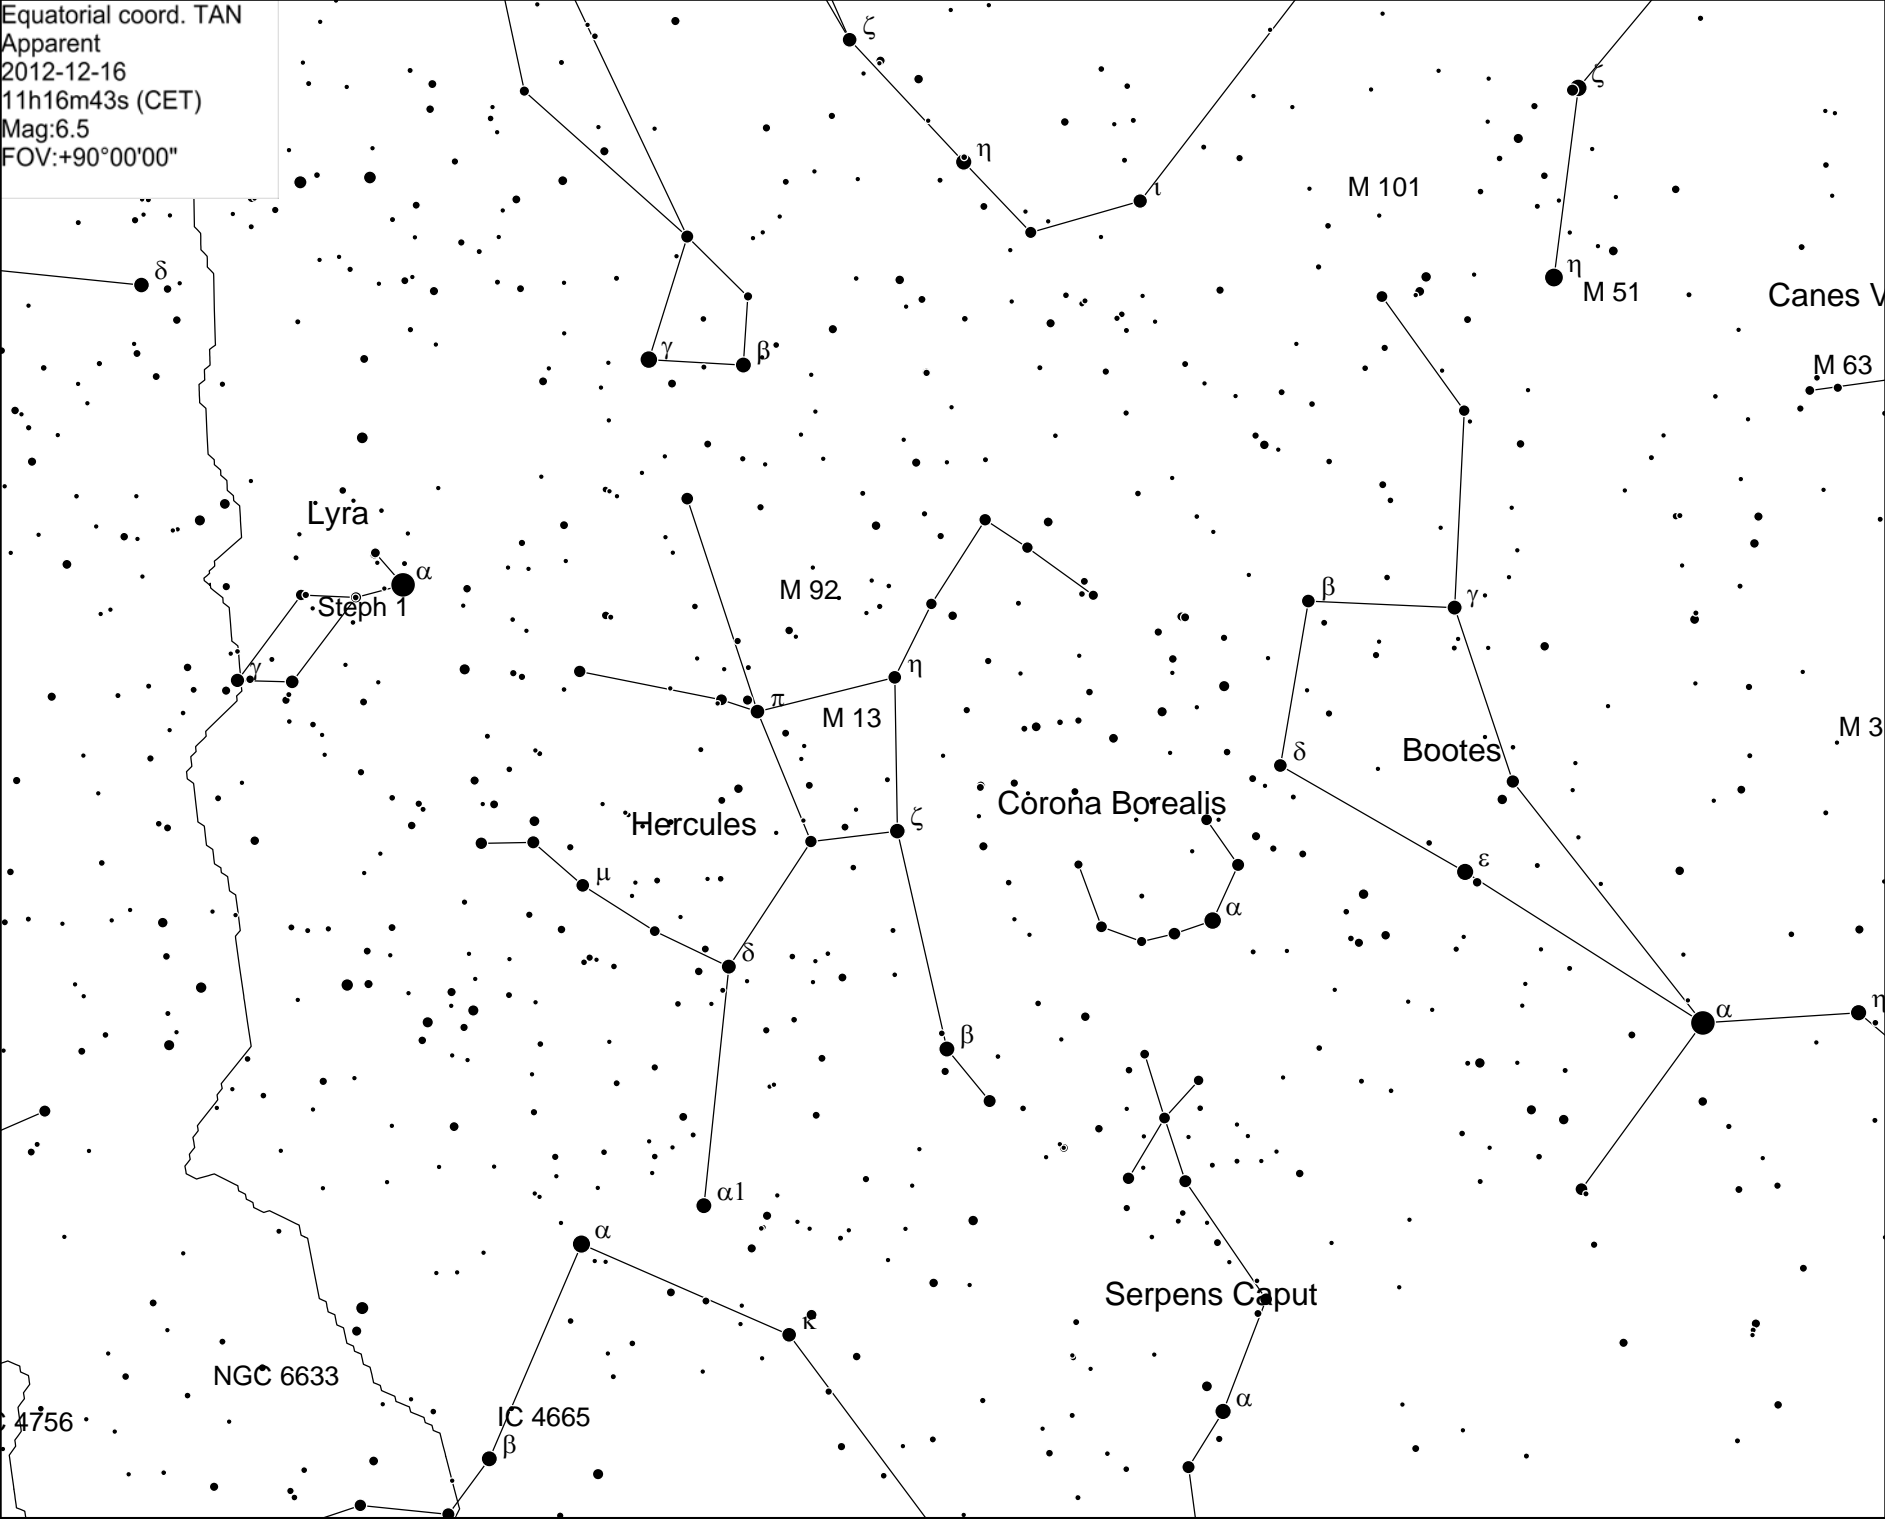 Equatorial coord. TAN
Apparent
2012-12-16
11h16m43s (CET)
Mag:6.5
FOV:+90°00'00"
ζ
ζ
η
ι
M 101
δ
η
M 51
Canes V
γ
β
M 63
Lyra
α
Steph 1
M 92
β
γ
γ
η
π
M 13
M 3
δ
Bootes
Corona Borealis
Hercules
ζ
ε
μ
α
δ
η
α
β
α1
α
Serpens Caput
κ
NGC 6633
α
C 4756
IC 4665
β